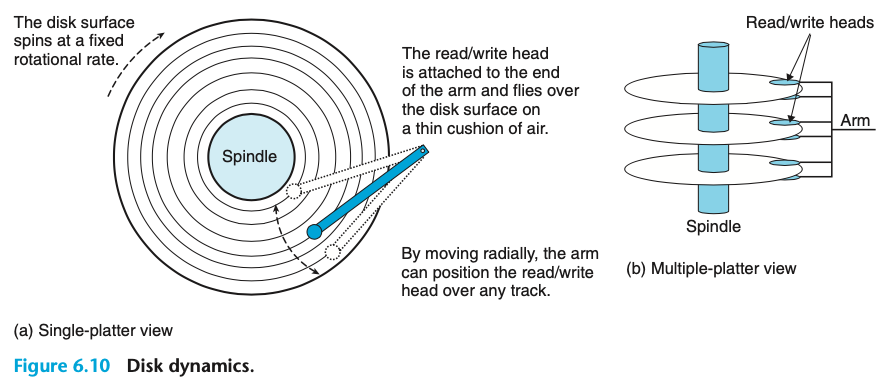 The disk surface
spins at a fixed
rotational rate.
Spindle
The read/write head
is attached to the end
of the arm and flies over
the disk surface on
a thin cushion of air.
By moving radially, the arm
can position the read/write
head over any track.
(a) Single-platter view
Read/write heads
Arm
Spindle
(b) Multiple-platter view
Figure 6.10 Disk dynamics.